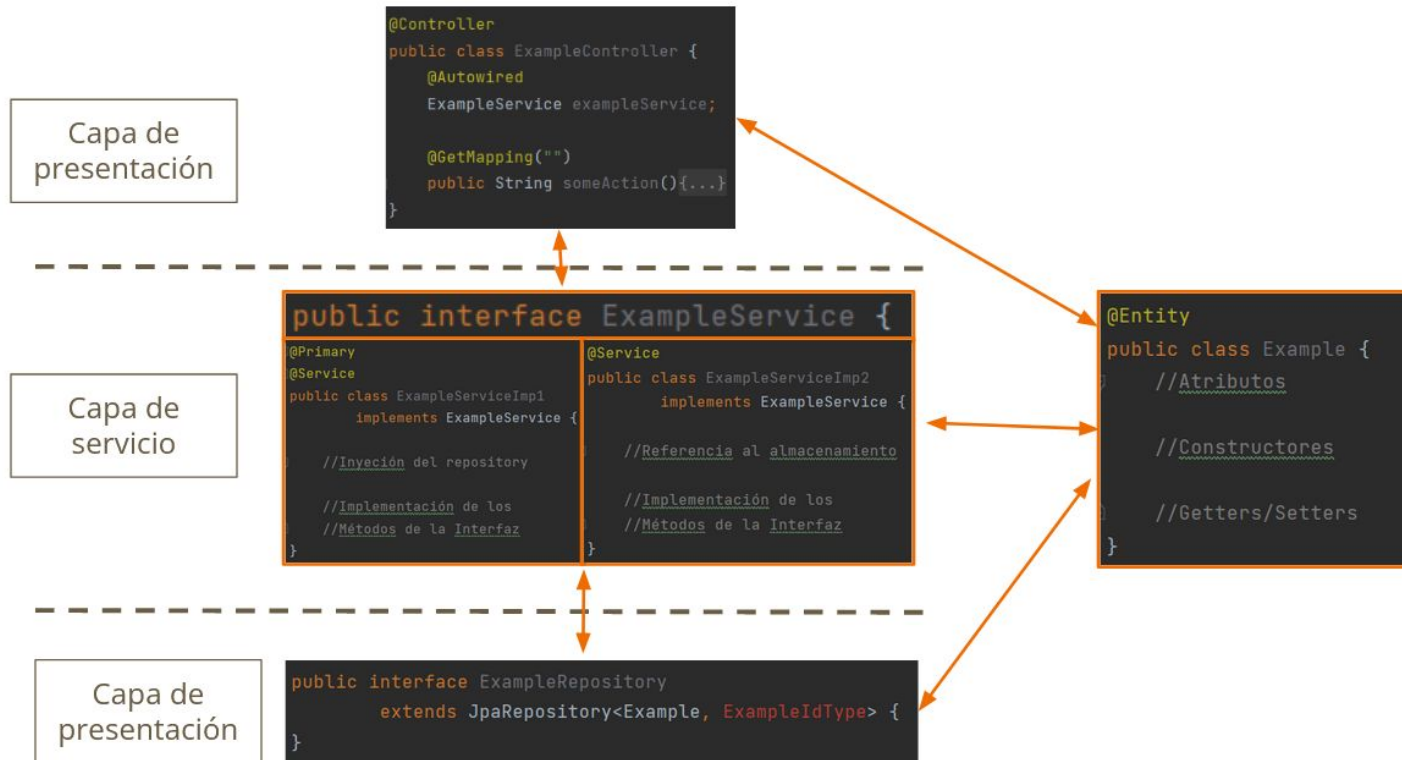 Capa de
presentación
@Controller
public class ExampleController {
@Autowired
ExampleService exampleService;
@GetMapping("")
public String someAction(){...}
}
Capa de
servicio
public interface ExampleService {
@Primary
@Service
public class ExampleServiceImp1
implements ExampleService {
//Inyeción del repository
//Implementación de los
//Métodos de la Interfaz
}
@Service
public class ExampleServiceImp2
implements ExampleService {
//Referencia al almacenamiento
//Implementación de los
//Métodos de la Interfaz
}
@Entity
public class Example {
//Atributos
//Constructores
//Getters/Setters
}
Capa de
presentación
public interface ExampleRepository
extends JpaRepository<Example, ExampleIdType> {
}